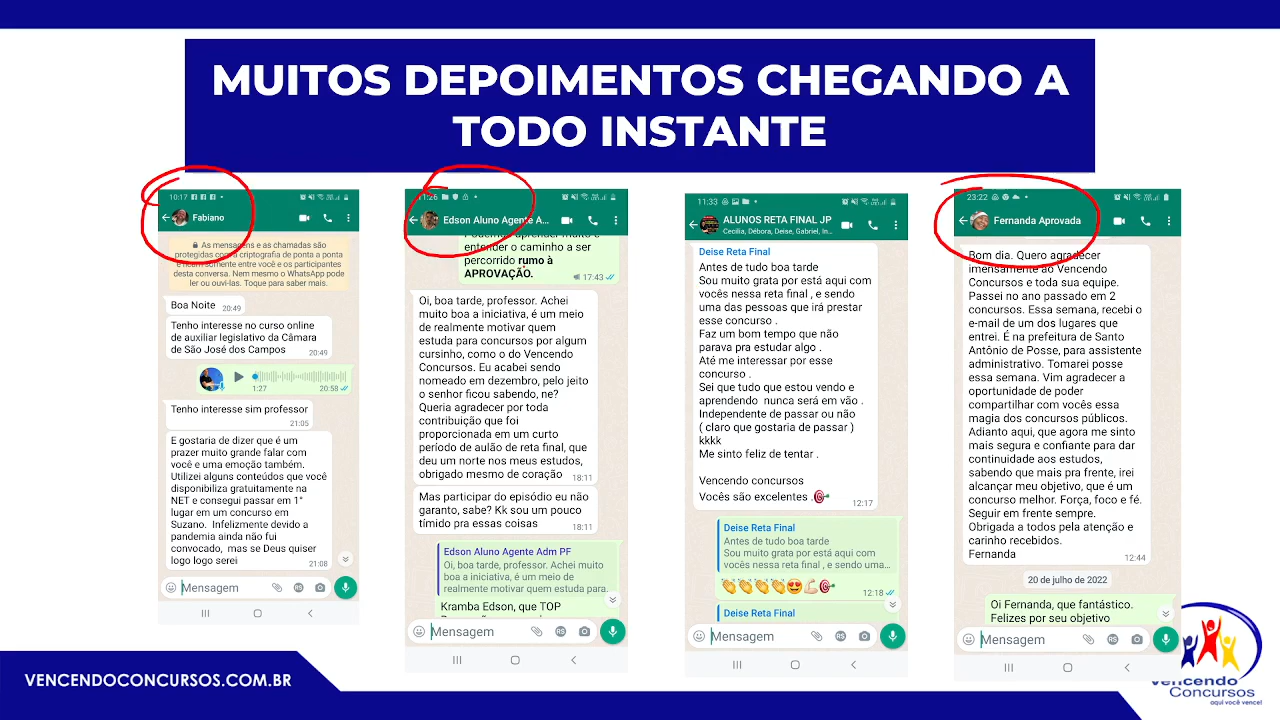 MUITOS DEPOIMENTOS CHEGANDO A
TODO INSTANTE
10:17
Fabiano
As mensagens e as chamadas são
protegidas com a criptografia de ponta a ponta
e ficam somente entre você e os participantes
desta conversa. Nem mesmo o WhatsApp pode
ler ou ouvi-las. Toque para saber mais.
Boa Noite 20:49
Tenho interesse no curso online
de auxiliar legislativo da Câmara
de São José dos Campos 20:49
1:27 20:58
Tenho interesse sim professor
21:05
E gostaria de dizer que é um
prazer muito grande falar com
você e uma emoção também.
Utilizei alguns conteúdos que você
disponibiliza gratuitamente na
NET e consegui passar em 1°
lugar em um concurso em
Suzano. Infelizmente devido a
pandemia ainda não fui
convocado, mas se Deus quiser
logo logo serei 21:08
Mensagem
11:26
Edson Aluno Agente A...
Podendo aprender muito e
entender o caminho a ser
percorrido rumo à
APROVAÇÃO.
17:43
Oi, boa tarde, professor. Achei
muito boa a iniciativa, é um meio
de realmente motivar quem
estuda para concursos por algum
cursinho, como o do Vencendo
Concursos. Eu acabei sendo
nomeado em dezembro, pelo jeito
o senhor ficou sabendo, ne?
Queria agradecer por toda
contribuição que foi
proporcionada em um curto
período de aulão de reta final, que
deu um norte nos meus estudos,
obrigado mesmo de coração 18:11
Mas participar do episódio eu não
garanto, sabe? Kk sou um pouco
tímido pra essas coisas 18:11
Edson Aluno Agente Adm PF
Oi, boa tarde, professor. Achei muito
boa a iniciativa, é um meio de
realmente motivar quem estuda para
Kramba Edson, que TOP
Mensagem
11:33
ALUNOS RETA FINAL JP
Cecilia, Débora, Deise, Gabriel, In...
Deise Reta Final
Antes de tudo boa tarde
Sou muito grata por está aqui com
vocês nessa reta final , e sendo
uma das pessoas que irá prestar
esse concurso .
Faz um bom tempo que não
parava pra estudar algo .
Até me interessar por esse
concurso .
Sei que tudo que estou vendo e
aprendendo nunca será em vão .
Independente de passar ou não
( claro que gostaria de passar )
kkkk
Me sinto feliz de tentar .
Vencendo concursos
Vocês são excelentes .🎯 12:17
Deise Reta Final
Antes de tudo boa tarde
Sou muito grata por está aqui com
vocês nessa reta final , e sendo uma...
👏👏👏👏😍💪🎯 12:18
Deise Reta Final
Mensagem
23:22
Fernanda Aprovada
Bom dia. Quero agradecer
imensamente ao Vencendo
Concursos e toda sua equipe.
Passei no ano passado em 2
concursos. Essa semana, recebi o
e-mail de um dos lugares que
entrei. É na prefeitura de Santo
Antônio de Posse, para assistente
administrativo. Tomarei posse
essa semana. Vim agradecer a
oportunidade de poder
compartilhar com vocês essa
magia dos concursos públicos.
Adianto aqui, que agora me sinto
mais segura e confiante para dar
continuidade aos estudos,
sabendo que mais pra frente, irei
alcançar meu objetivo, que é um
concurso melhor. Força, foco e fé.
Seguir em frente sempre.
Obrigada a todos pela atenção e
carinho recebidos.
Fernanda 12:44
20 de julho de 2022
Oi Fernanda, que fantástico.
Felizes por seu objetivo
Mensagem
VENCENDOCONCURSOS.COM.BR
Vencendo
Concursos
aqui você vence!